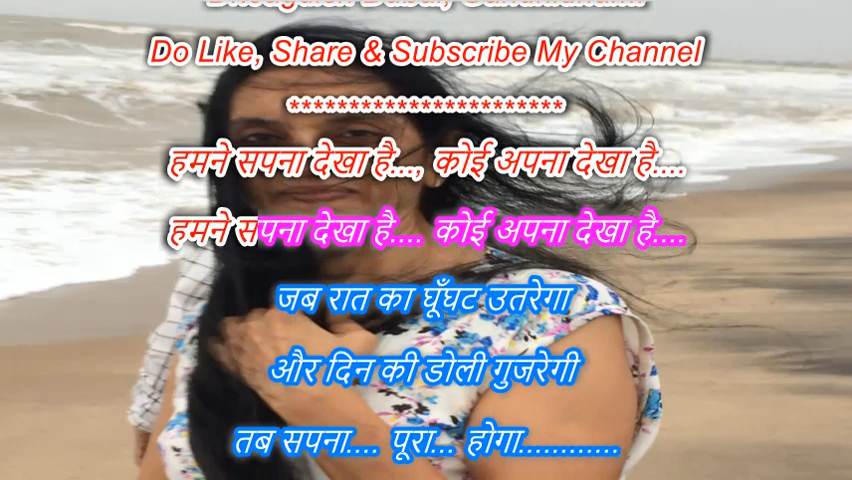 Do Like, Share & Subscribe My Channel
***********************
हमने सपना देखा है..., कोई अपना देखा है....
हमने सपना देखा है.... कोई अपना देखा है....
जब रात का घूँघट उतरेगा
और दिन की डोली गुजरेगी
तब सपना.... पूरा... होगा............